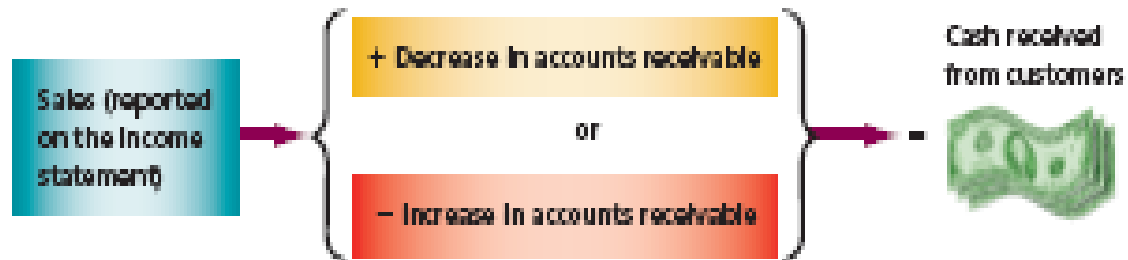 Sales (reported
on the income
statement)
+ Decrease in accounts receivable
or
− Increase in accounts receivable
=
Cash received
from customers